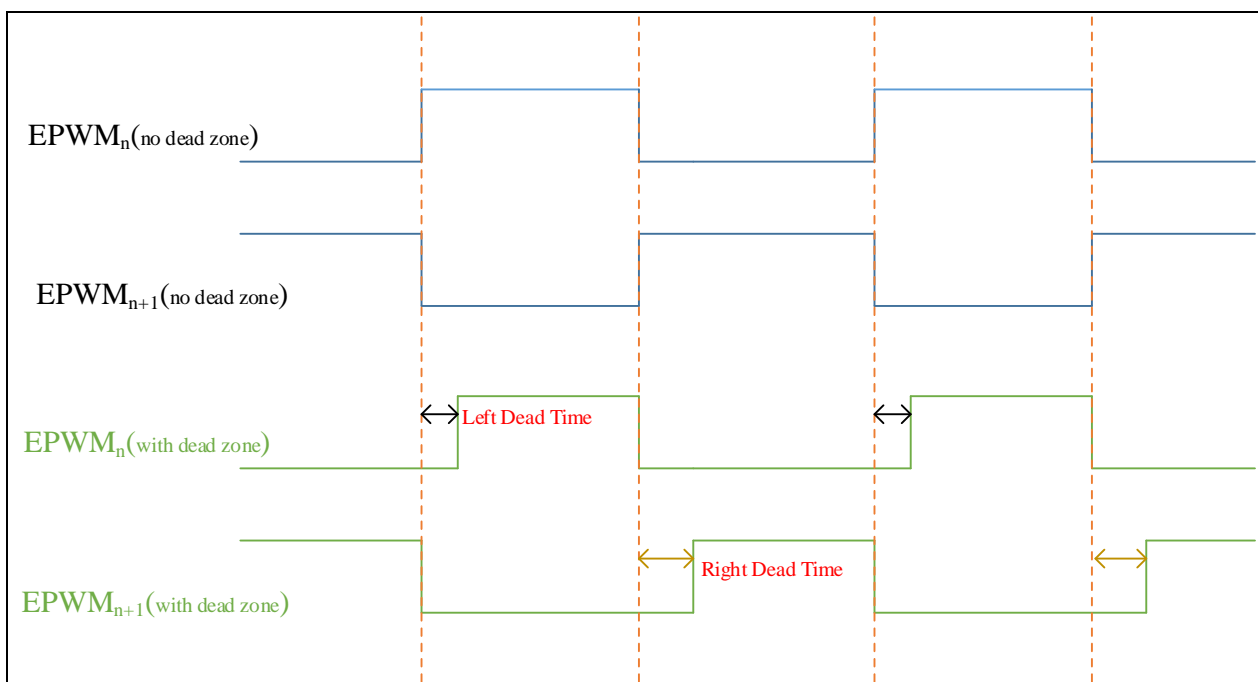 EPWMn(no dead zone)
EPWMn+1(no dead zone)
Left Dead Time
EPWMn(with dead zone)
Right Dead Time
EPWMn+1(with dead zone)